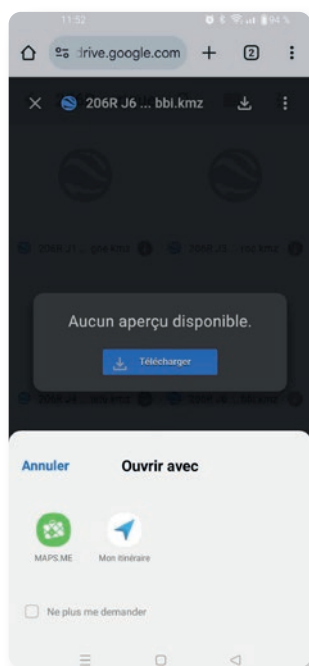 11:52
94 %
drive.google.com
2
206R J6 ... bbi.kmz
Aucun aperçu disponible.
Télécharger
Annuler
Ouvrir avec
MAPS.ME
Mon itinéraire
Ne plus me demander